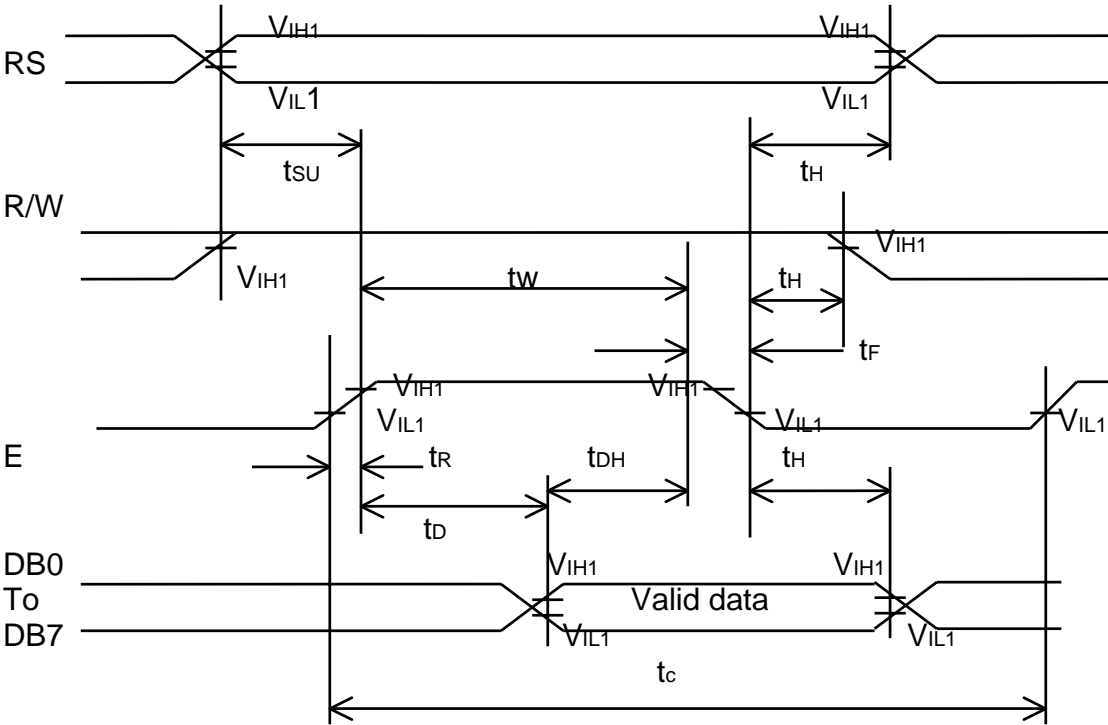 VIH1 VIH1
RS
VIL1 VIL1
tSU tH
R/W
VIH1 VIH1
tw tH
tF
VIH1 VIH1
VIL1 VIL1 VIL1
E tR tDH tH
tD
DB0 VIH1 VIH1
To Valid data
DB7 VIL1 VIL1
tc